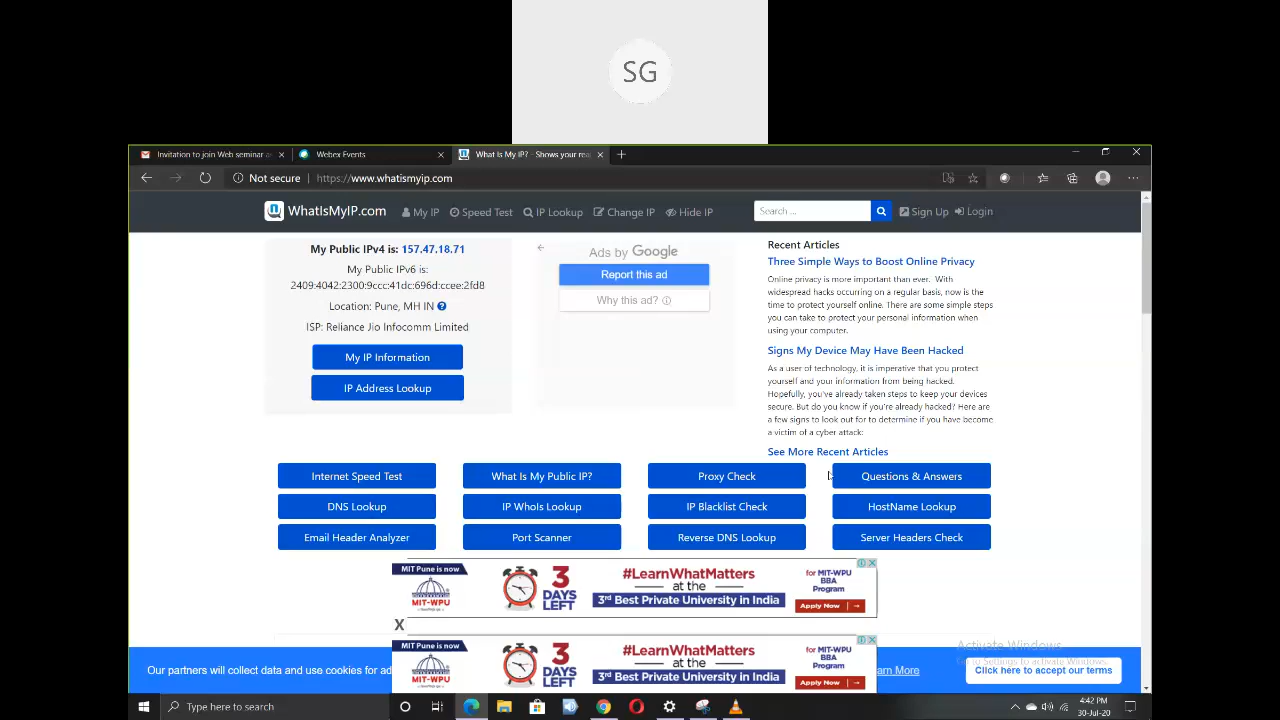 SG
Invitation to join Web seminar a
Webex Events
What Is My IP? - Shows your rea
Not secure
https://www.whatismyip.com
WhatIsMyIP.com
My IP
Speed Test
IP Lookup
Change IP
Hide IP
Search ...
Sign Up
Login
My Public IPv4 is: 157.47.18.71
My Public IPv6 is:
2409:4042:2300:9ccc:41dc:696d:ccee:2fd8
Location: Pune, MH IN
ISP: Reliance Jio Infocomm Limited
My IP Information
IP Address Lookup
Ads by Google
Report this ad
Why this ad?
Recent Articles
Three Simple Ways to Boost Online Privacy
Online privacy is more important than ever. With
widespread hacks occurring on a regular basis, now is the
time to protect yourself online. There are some simple steps
you can take to protect your personal information when
using your computer.
Signs My Device May Have Been Hacked
As a user of technology, it is imperative that you protect
yourself and your information from being hacked.
Hopefully, you've already taken steps to keep your devices
secure. But do you know if you're already hacked? Here are
a few signs to look out for to determine if you have become
a victim of a cyber attack:
See More Recent Articles
Internet Speed Test
What Is My Public IP?
Proxy Check
Questions & Answers
DNS Lookup
IP WhoIs Lookup
IP Blacklist Check
HostName Lookup
Email Header Analyzer
Port Scanner
Reverse DNS Lookup
Server Headers Check
MIT Pune is now
MIT-WPU
3
DAYS
LEFT
#LearnWhatMatters
at the
3rd Best Private University in India
for MIT-WPU
BBA
Program
Apply Now
X
MIT Pune is now
MIT-WPU
3
DAYS
LEFT
#LearnWhatMatters
at the
3rd Best Private University in India
for MIT-WPU
BBA
Program
Apply Now
Our partners will collect data and use cookies for ad
arn More
Activate Windows
Go to Settings to activate Windows.
Click here to accept our terms
Type here to search
4:42 PM
30-Jul-20